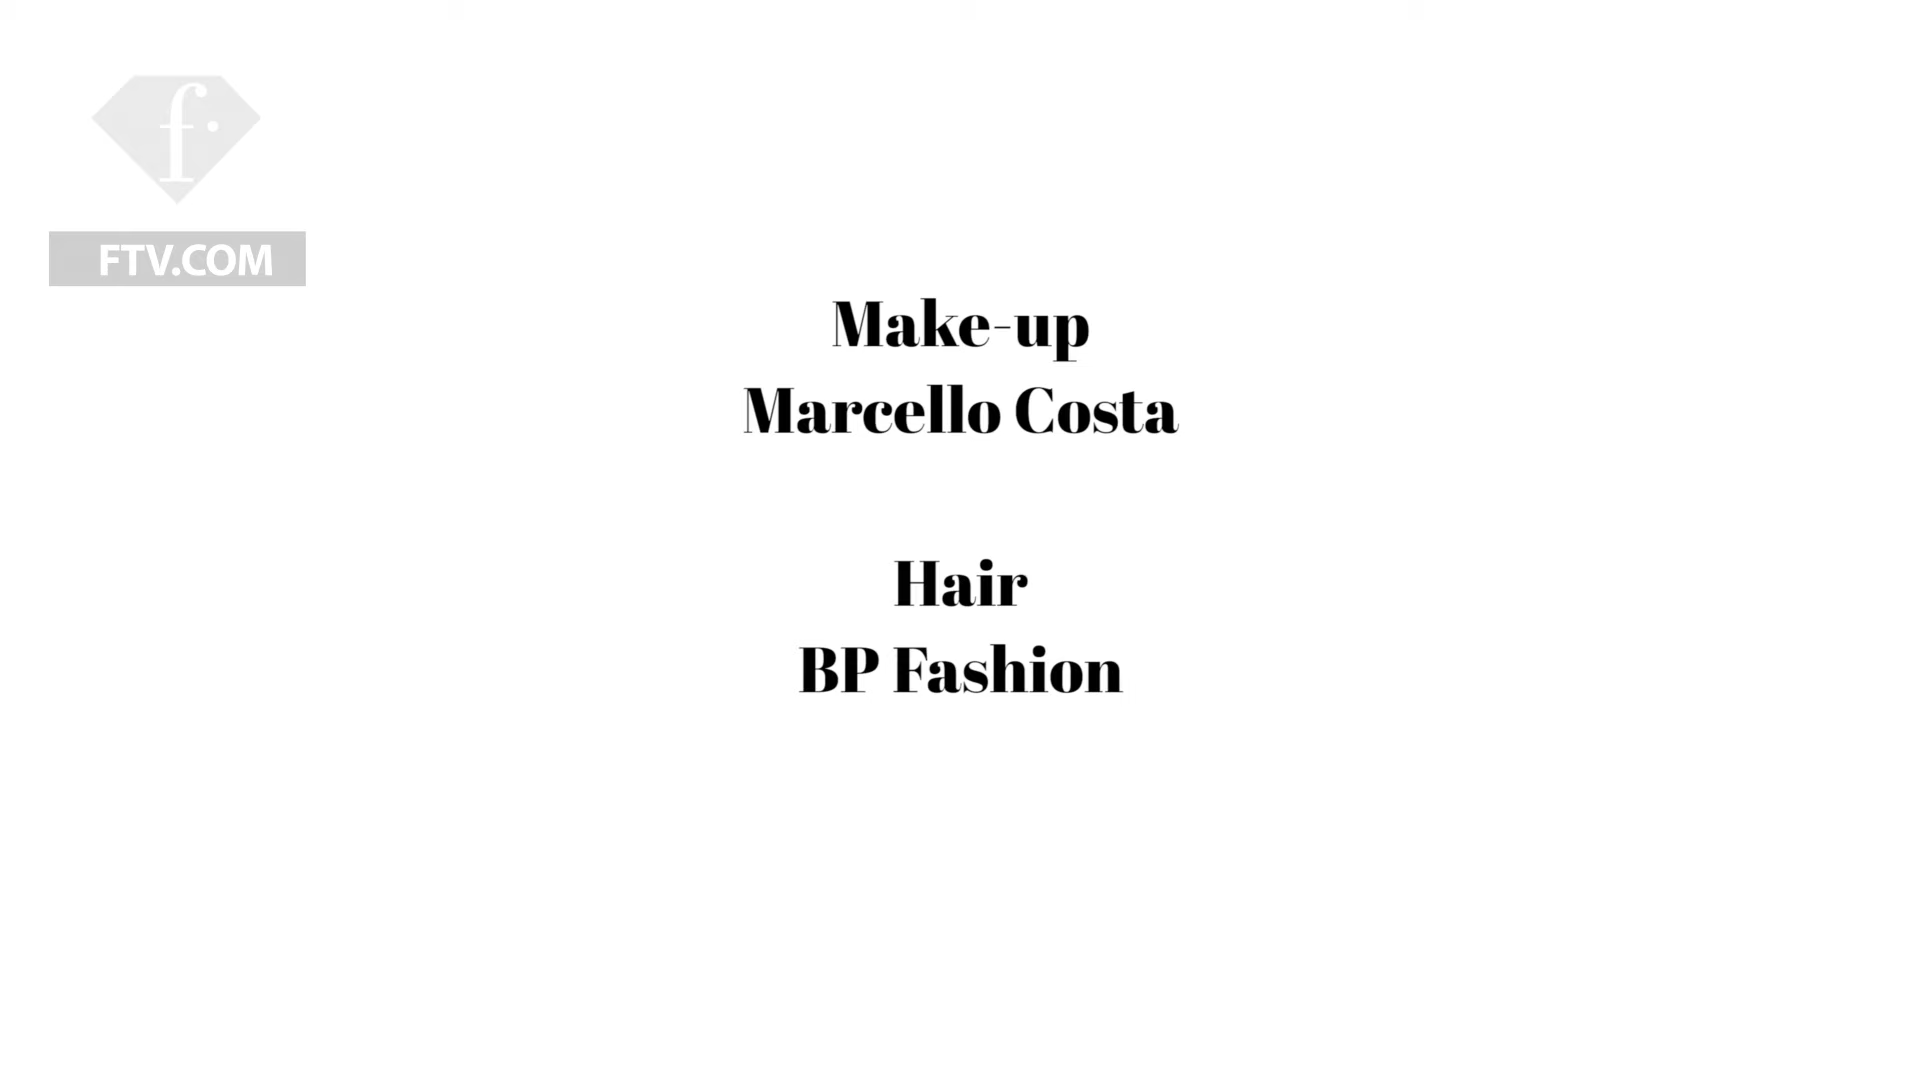 f.
FTV.COM
Make-up
Marcello Costa
Hair
BP Fashion